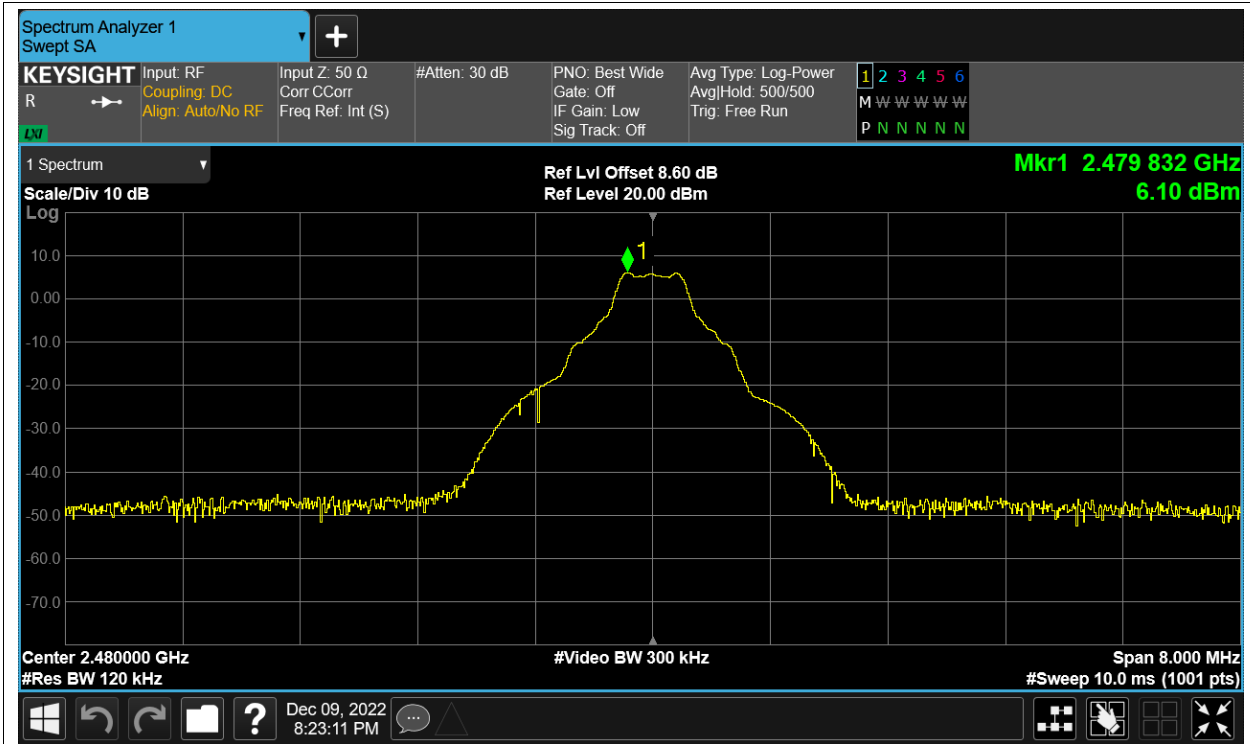 Spectrum Analyzer 1
Swept SA
KEYSIGHT
R
LXI
Input: RF
Coupling: DC
Align: Auto/No RF
Input Z: 50 Ω
Corr CCorr
Freq Ref: Int (S)
#Atten: 30 dB
PNO: Best Wide
Gate: Off
IF Gain: Low
Sig Track: Off
Avg Type: Log-Power
Avg|Hold: 500/500
Trig: Free Run
1 2 3 4 5 6
M W W W W W
P N N N N N
1 Spectrum
Scale/Div 10 dB
Log
Ref Lvl Offset 8.60 dB
Ref Level 20.00 dBm
Mkr1 2.479 832 GHz
6.10 dBm
1
10.0
0.00
-10.0
-20.0
-30.0
-40.0
-50.0
-60.0
-70.0
Center 2.480000 GHz
#Res BW 120 kHz
#Video BW 300 kHz
Span 8.000 MHz
#Sweep 10.0 ms (1001 pts)
?
Dec 09, 2022
8:23:11 PM